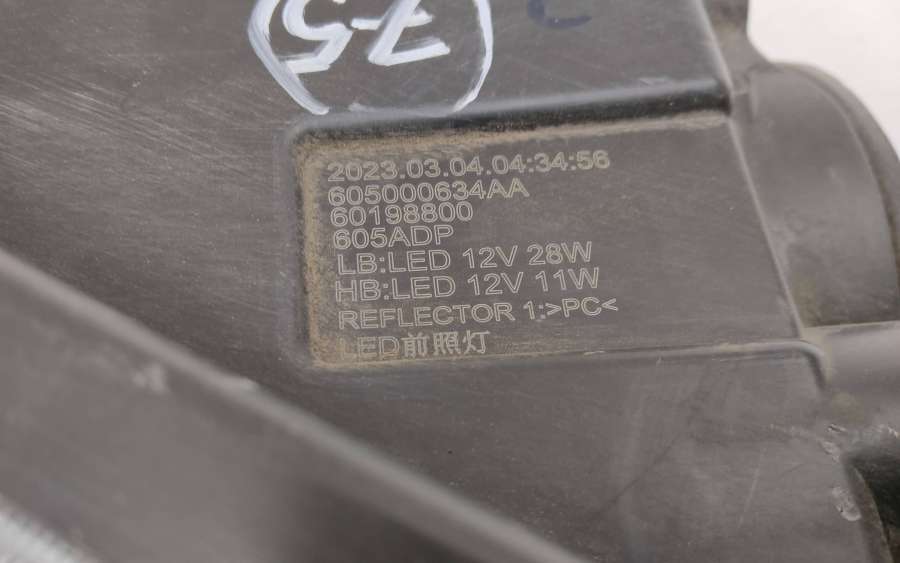 75
2023.03.04.04:34:56
605000634AA
60198800
605ADP
LB:LED 12V 28W
HB:LED 12V 11W
REFLECTOR 1:>PC<
LED前照灯